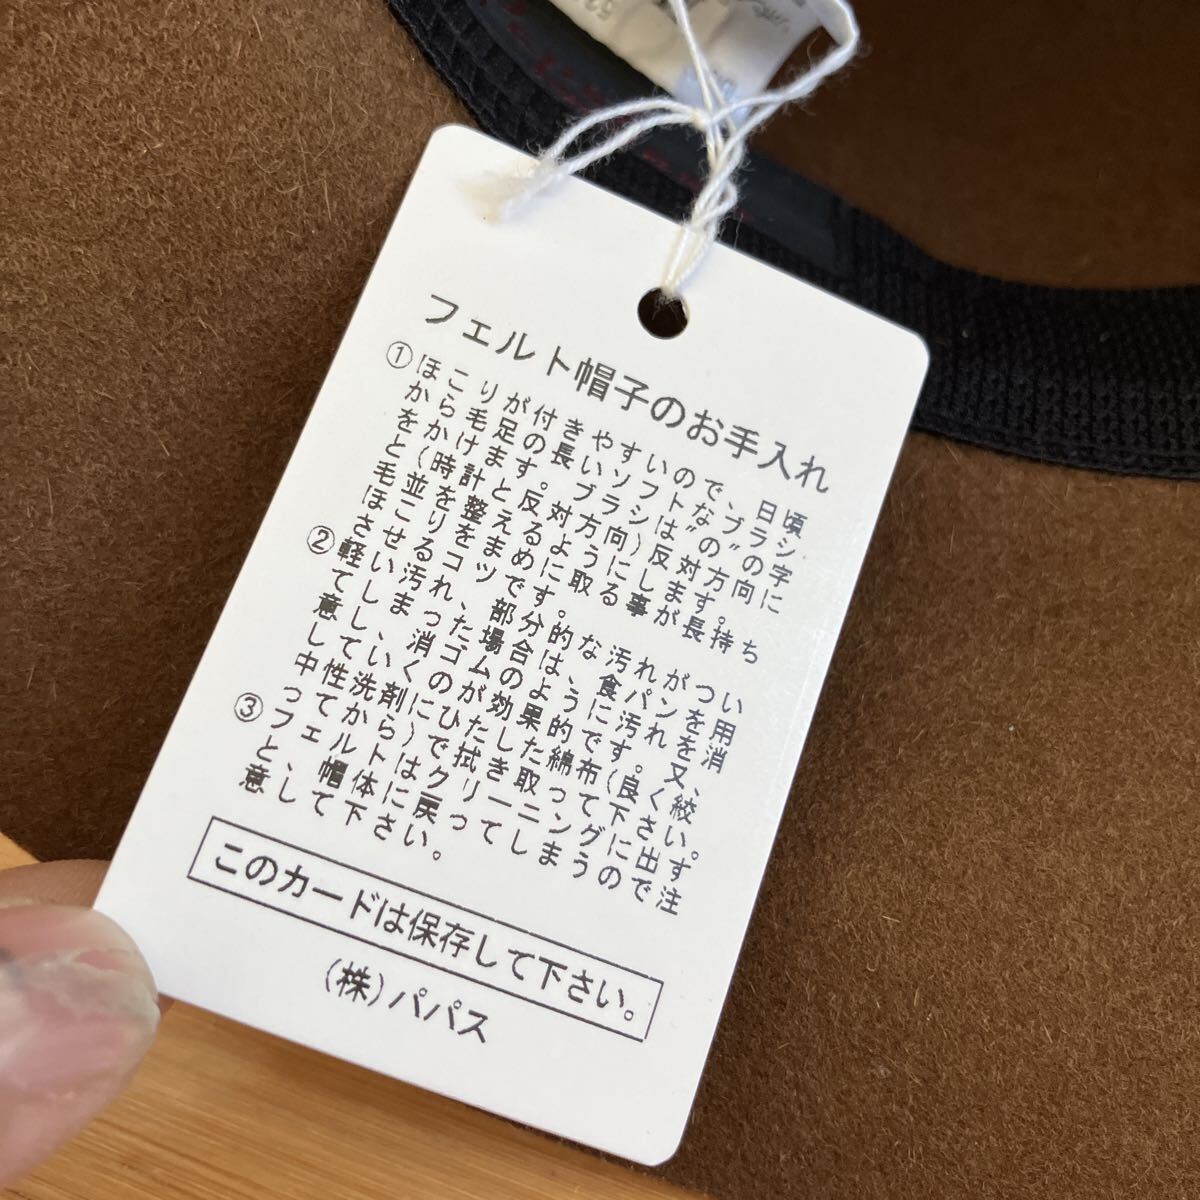 フェルト帽子のお手入れ
①ほこりが付きやすいので、日頃
から毛足の長いソフトなブラシ
をかけます。ブラシは”の”の字
と(時計と反対方向)反対方向に
毛並を整えるようにします。
ほこりをまめに取る事が長持ち
させるコツです。
②軽い汚れ、部分的な汚れがつい
てしまった場合は、食パンを用
意し、消ゴムのように汚れを消
していくのが効果的です。又、
中性洗剤にひたした綿布(良く絞
ってから)で拭き取って下さい。
③フェルトはクリーニングに出す
と、帽体に戻ってしまうので注
意して下さい。
このカードは保存して下さい。
(株)パパス